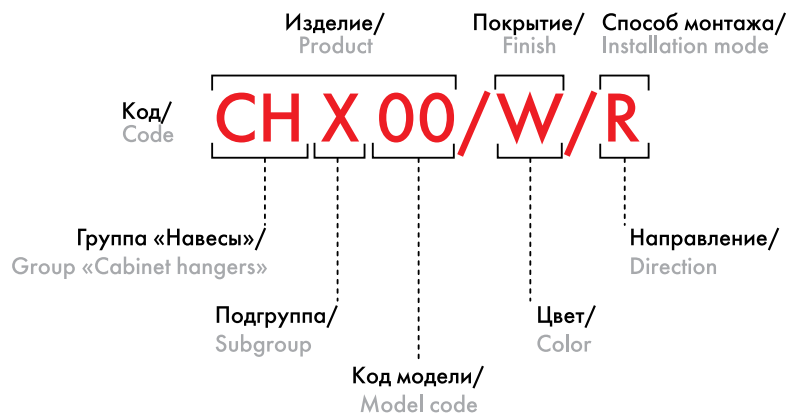 Изделие/
Product
Покрытие/
Finish
Способ монтажа/
Installation mode
Код/
Code
CH X 00/W/R
Группа «Навесы»/
Group «Cabinet hangers»
Направление/
Direction
Подгруппа/
Subgroup
Цвет/
Color
Код модели/
Model code